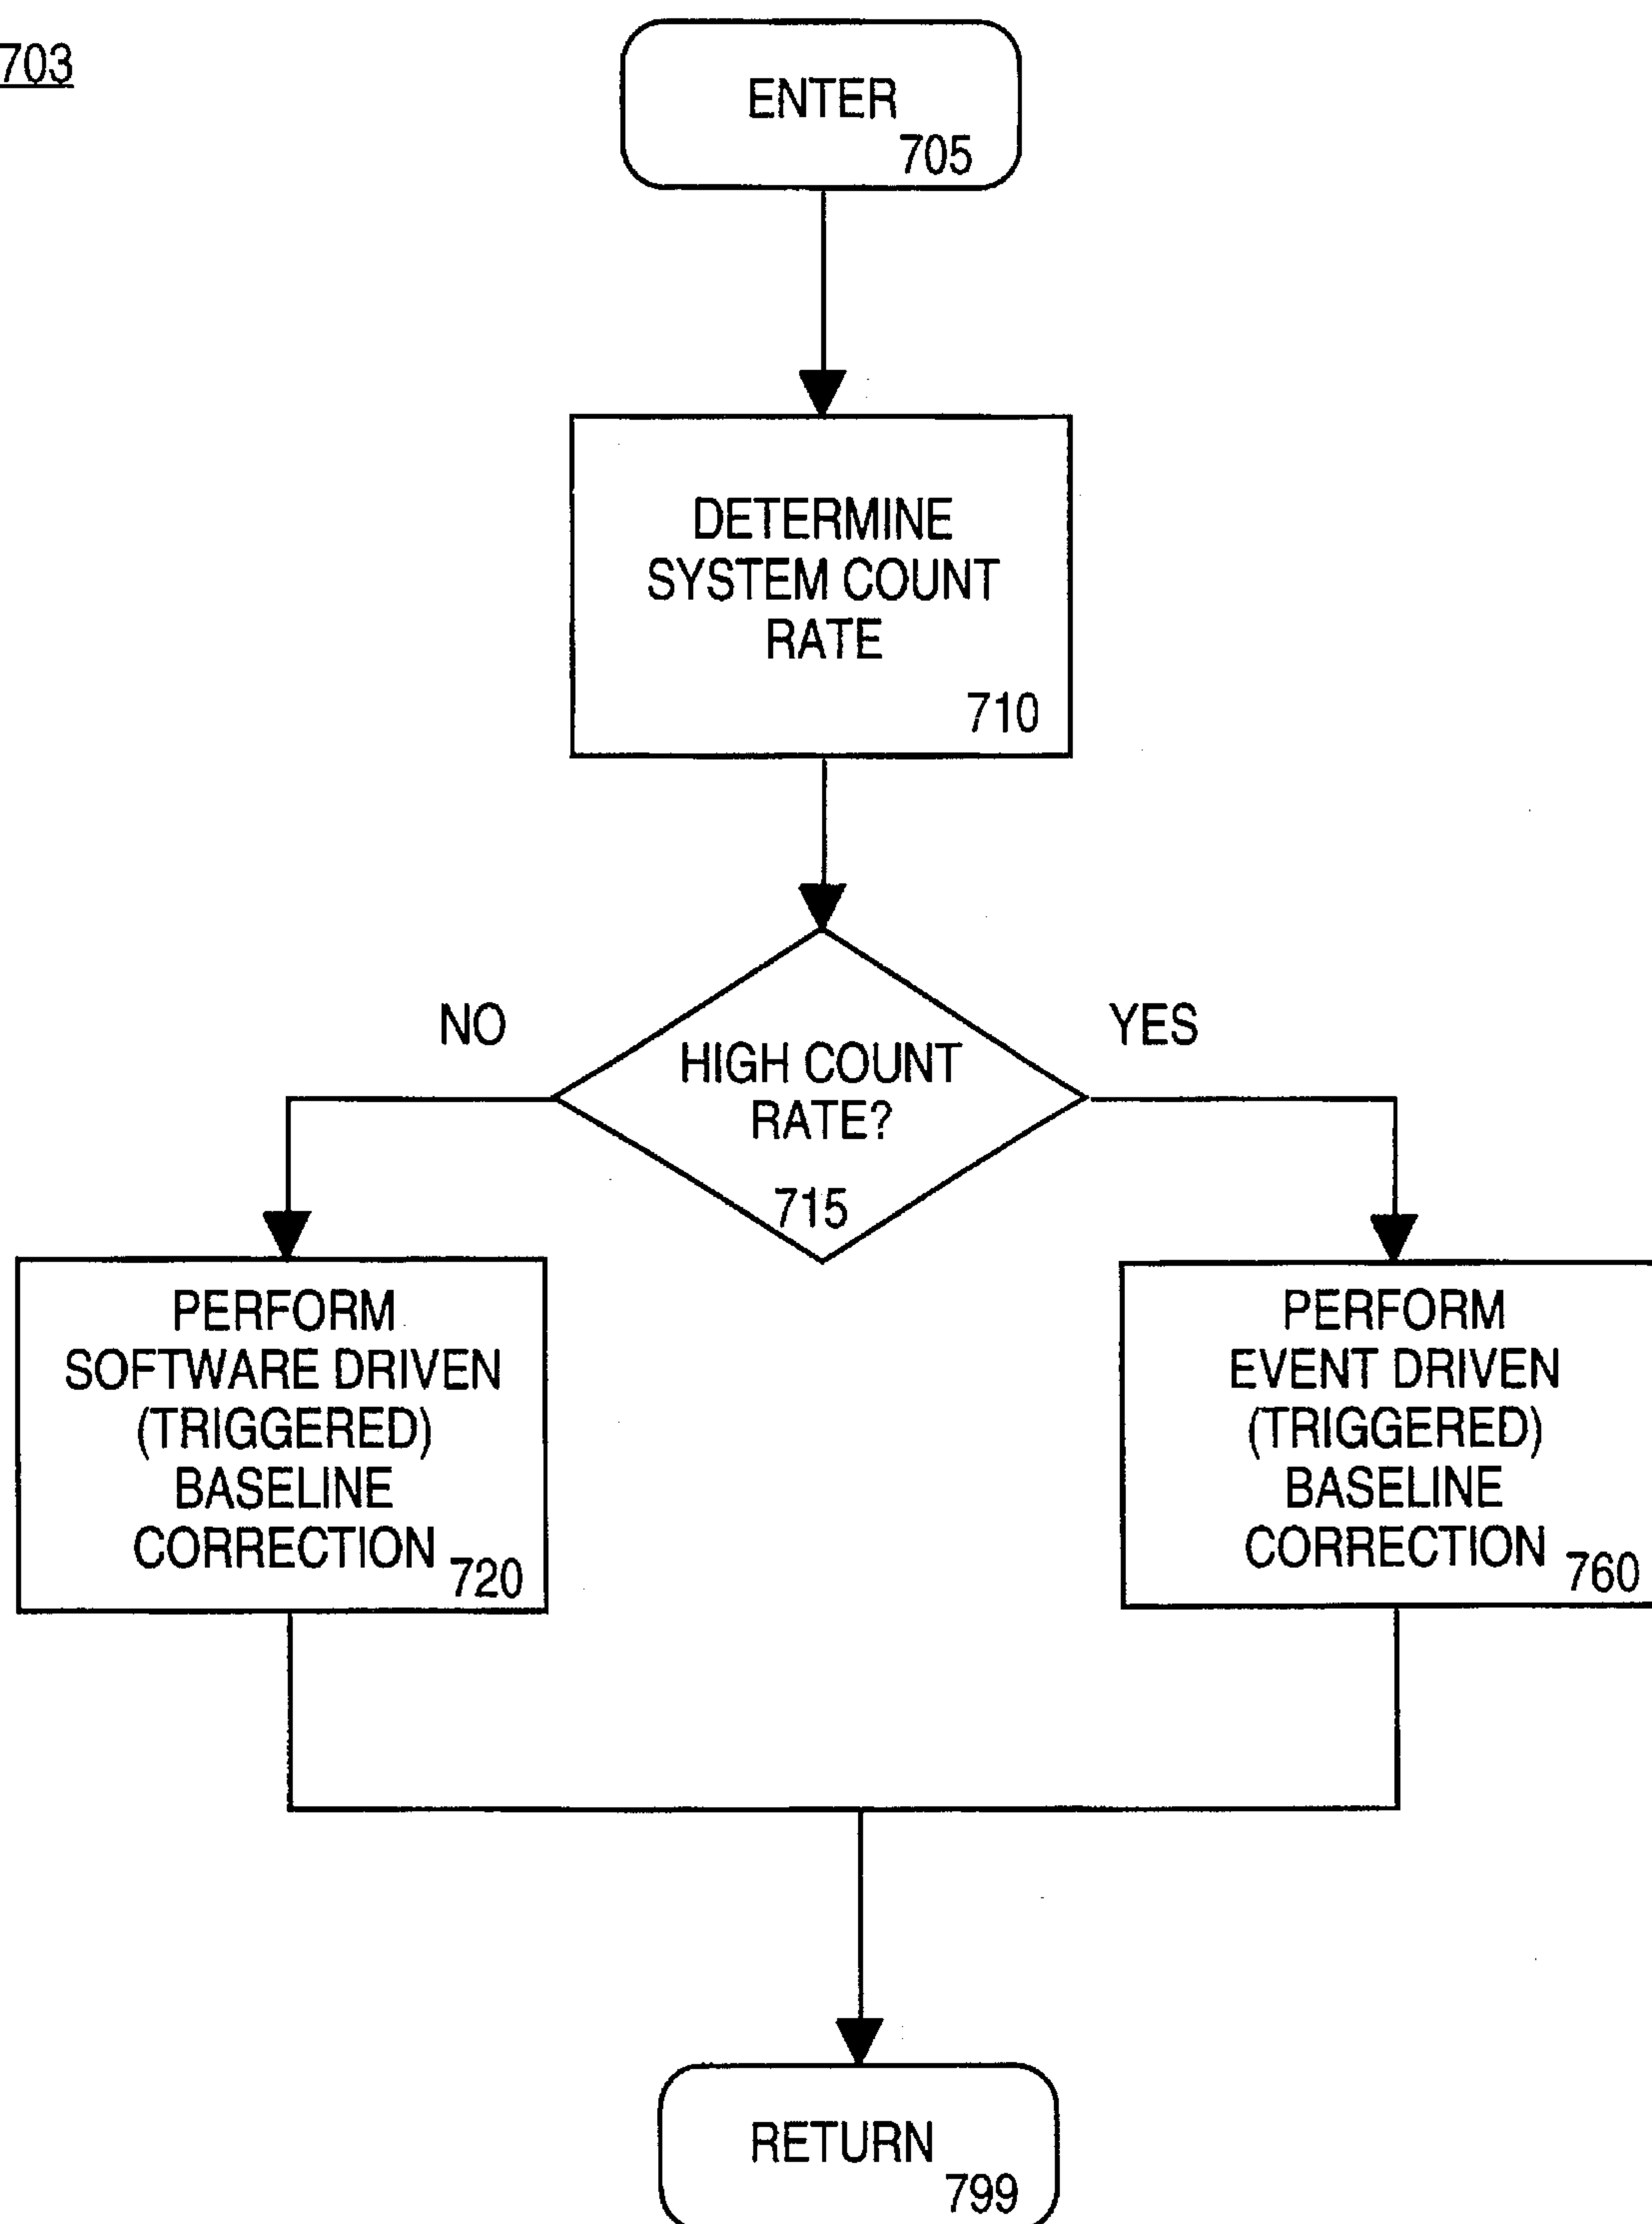 703
ENTER
705
DETERMINE
SYSTEM COUNT
RATE
710
NO
YES
HIGH COUNT
RATE?
715
PERFORM
SOFTWARE DRIVEN
(TRIGGERED)
BASELINE
CORRECTION
720
PERFORM
EVENT DRIVEN
(TRIGGERED)
BASELINE
CORRECTION
760
RETURN
799